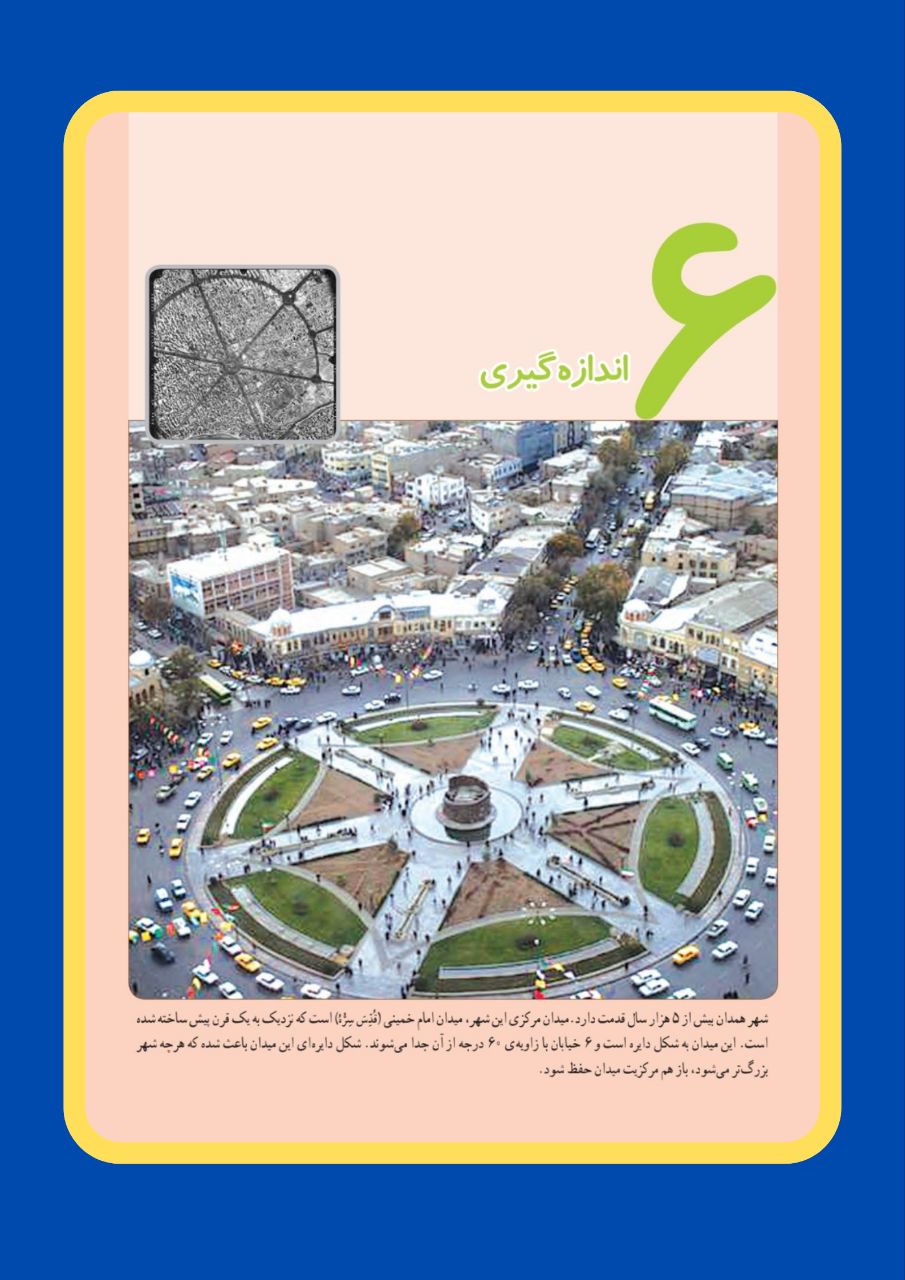 ۶
اندازه‌گیری
شهر همدان بیش از ۵ هزار سال قدمت دارد. میدان مرکزی این شهر، میدان امام خمینی (قُدِّسَ سِرُّهُ) است که نزدیک به یک قرن پیش ساخته شده
است. این میدان به شکل دایره است و ۶ خیابان با زاویه‌ی ۶۰ درجه از آن جدا می‌شوند. شکل دایره‌ای این میدان باعث شده که هرچه شهر
بزرگ‌تر می‌شود، باز هم مرکزیت میدان حفظ شود.